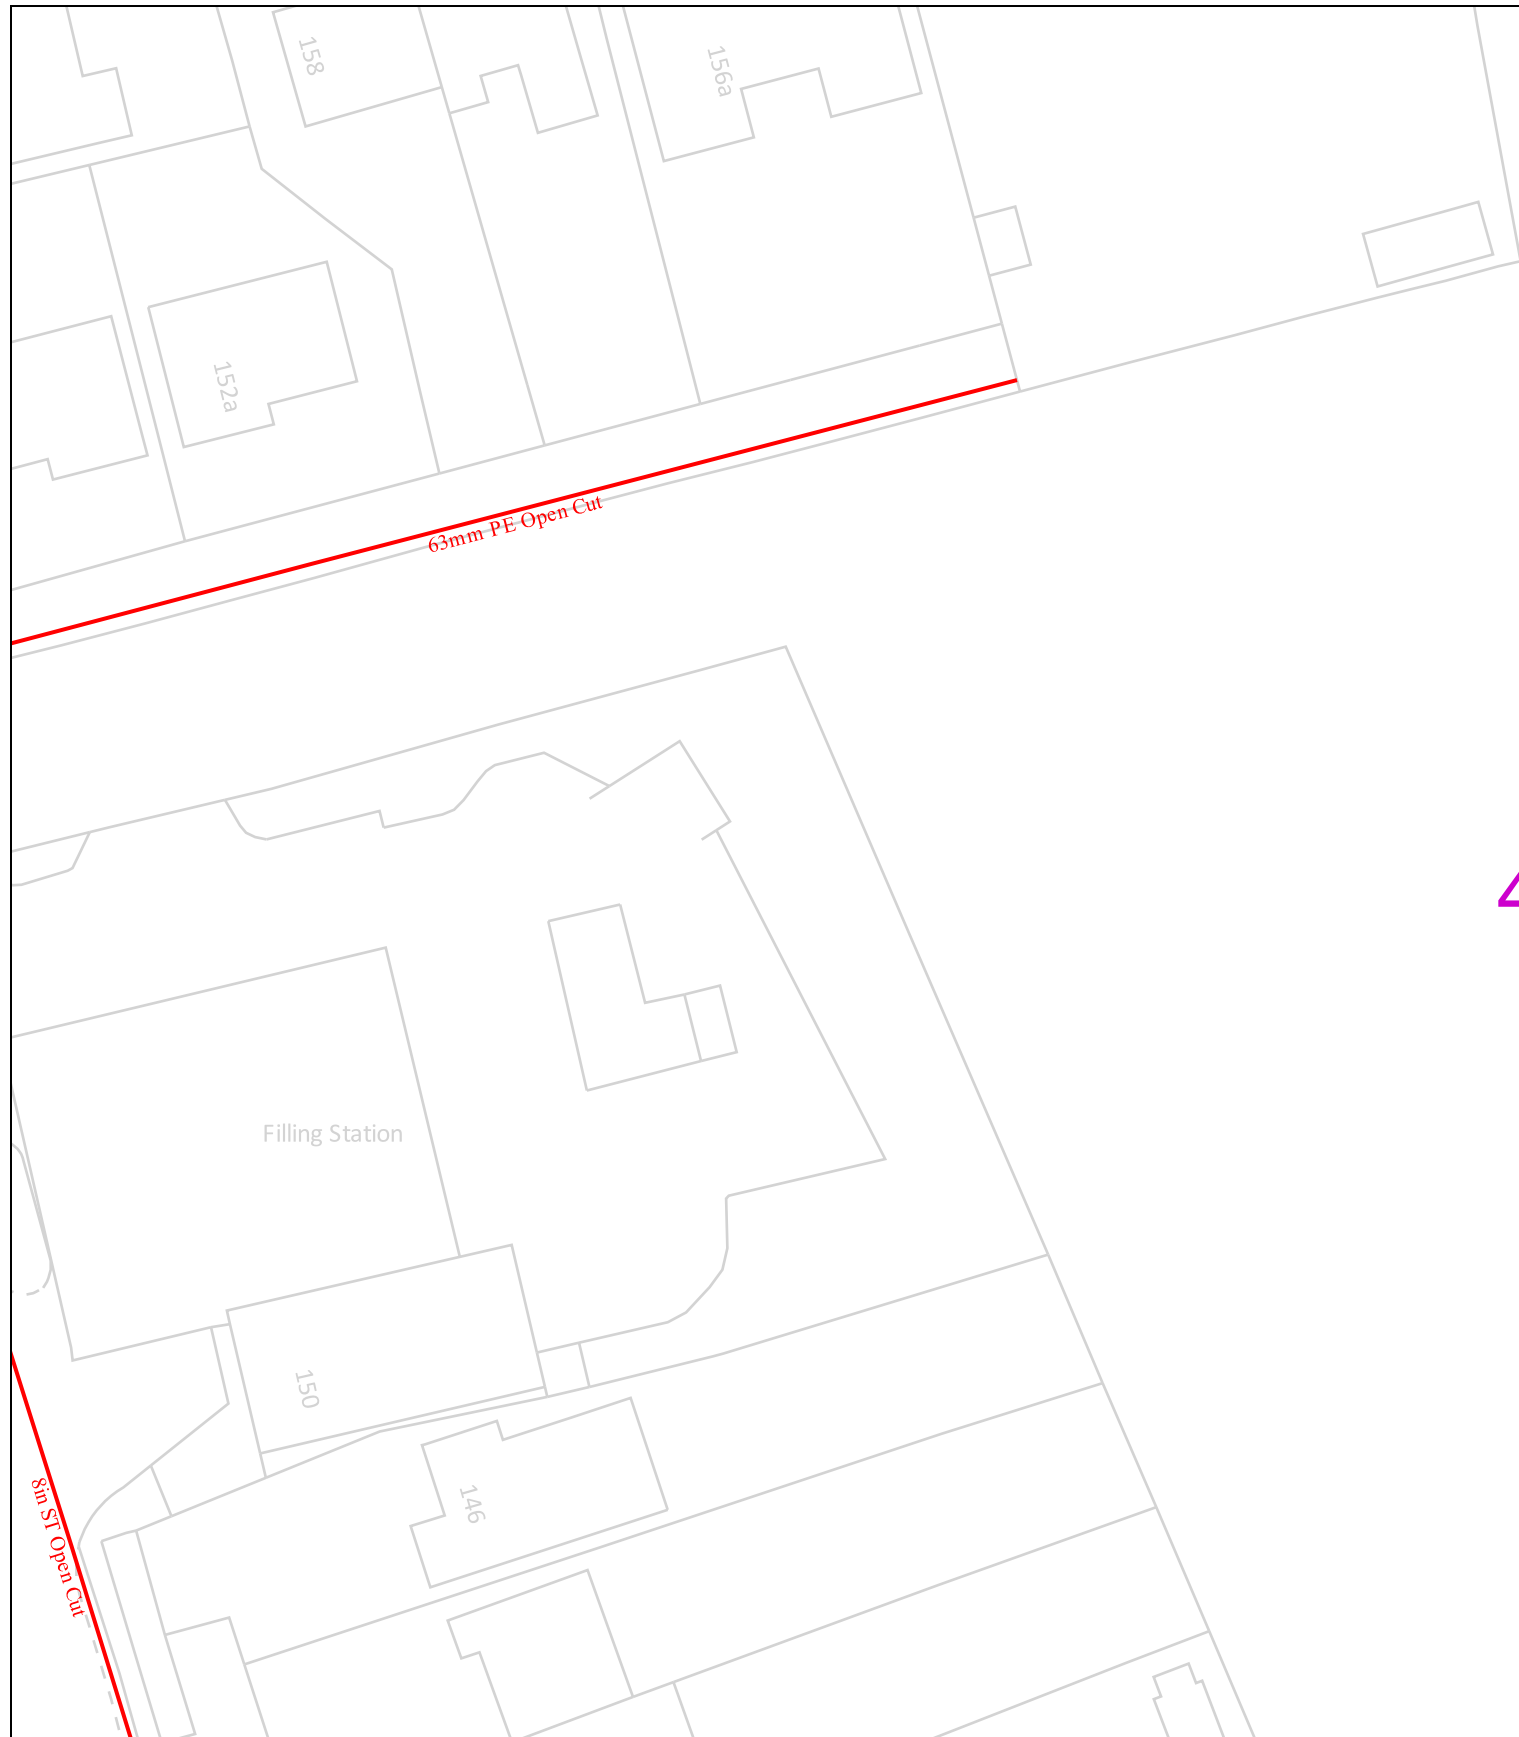 158
156a
152a
63mm PE Open Cut
Filling Station
150
146
8in ST Open Cut